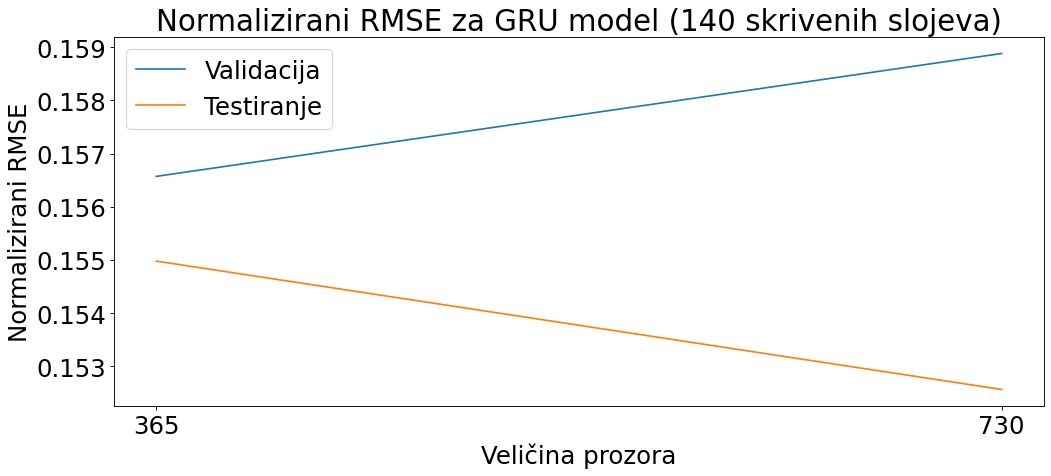 Normalizirani RMSE za GRU model (140 skrivenih slojeva)
Validacija
Testiranje
Normalizirani RMSE
0.159
0.158
0.157
0.156
0.155
0.154
0.153
365
730
Veličina prozora